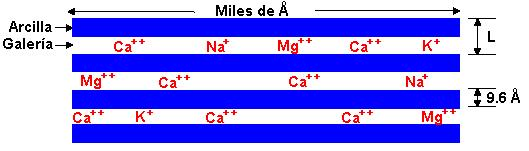 Miles de Å
Arcilla
Galería Ca++ Na+ Mg++ Ca++ K+ L
Mg++ Ca++ Ca++ Na+
9.6 Å
Ca++ K+ Ca++ Ca++ Mg++